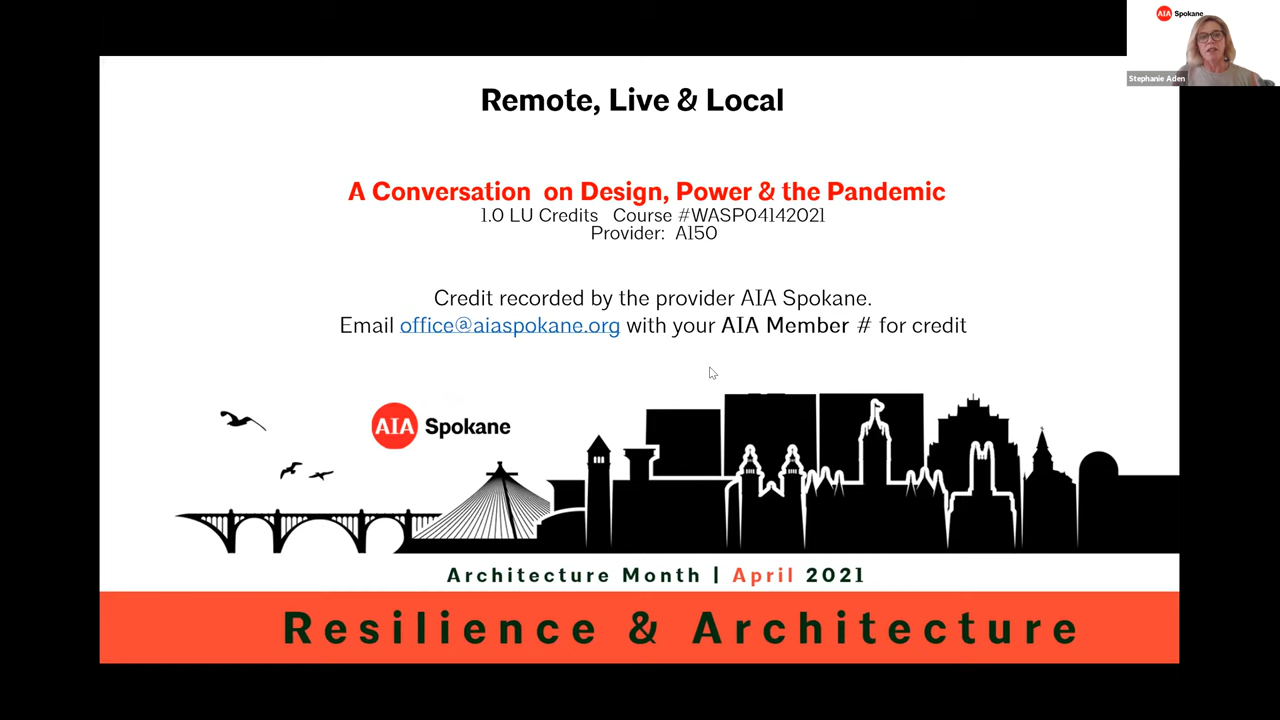 AIA Spokane
Stephanie Aden
Remote, Live & Local
A Conversation on Design, Power & the Pandemic
1.0 LU Credits Course #WASP04142021
Provider: A150
Credit recorded by the provider AIA Spokane.
Email office@aiaspokane.org with your AIA Member # for credit
AIA Spokane
Architecture Month | April 2021
Resilience & Architecture